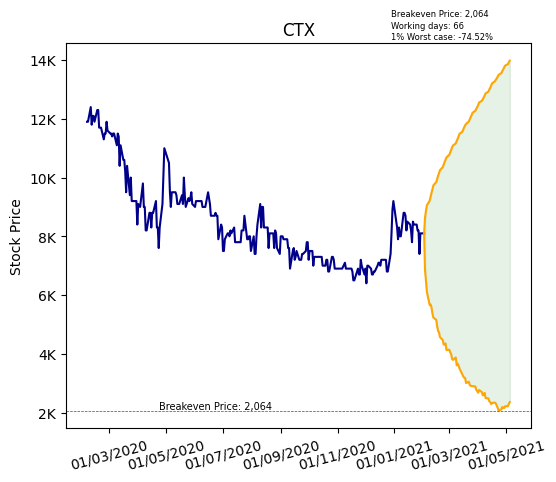 Breakeven Price: 2,064
Working days: 66
1% Worst case: -74.52%
CTX
Stock Price
14K
12K
10K
8K
6K
4K
2K
Breakeven Price: 2,064
01/03/2020
01/05/2020
01/07/2020
01/09/2020
01/11/2020
01/01/2021
01/03/2021
01/05/2021